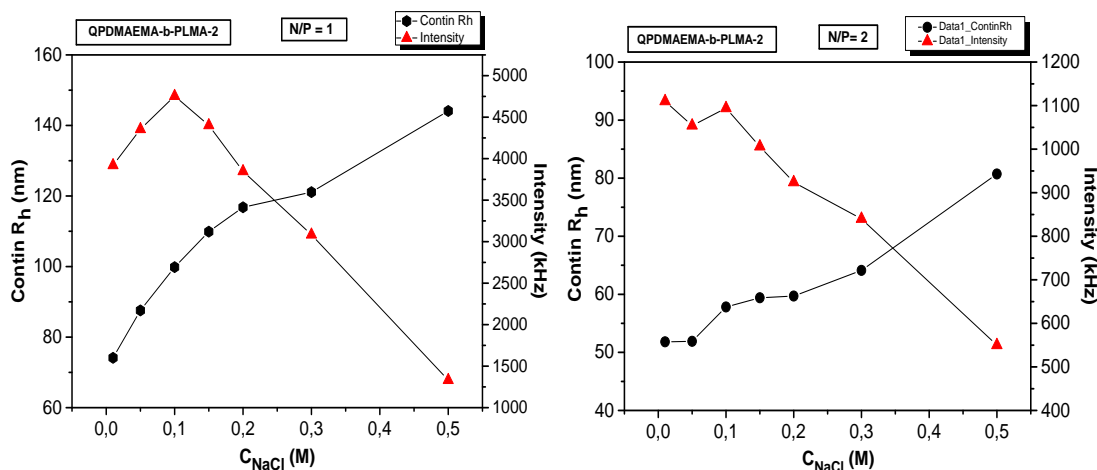 QPDMAEMA-b-PLMA-2
N/P = 1
Contin Rh
Intensity
160
140
120
100
80
60
Contin Rh (nm)
5000
4500
4000
3500
3000
2500
2000
1500
1000
Intensity (kHz)
0,0 0,1 0,2 0,3 0,4 0,5
CNaCl (M)
QPDMAEMA-b-PLMA-2
N/P= 2
Data1_ContinRh
Data1_Intensity
100
90
80
70
60
50
40
Contin Rh (nm)
1200
1100
1000
900
800
700
600
500
400
Intensity (kHz)
0,0 0,1 0,2 0,3 0,4 0,5
CNaCl (M)